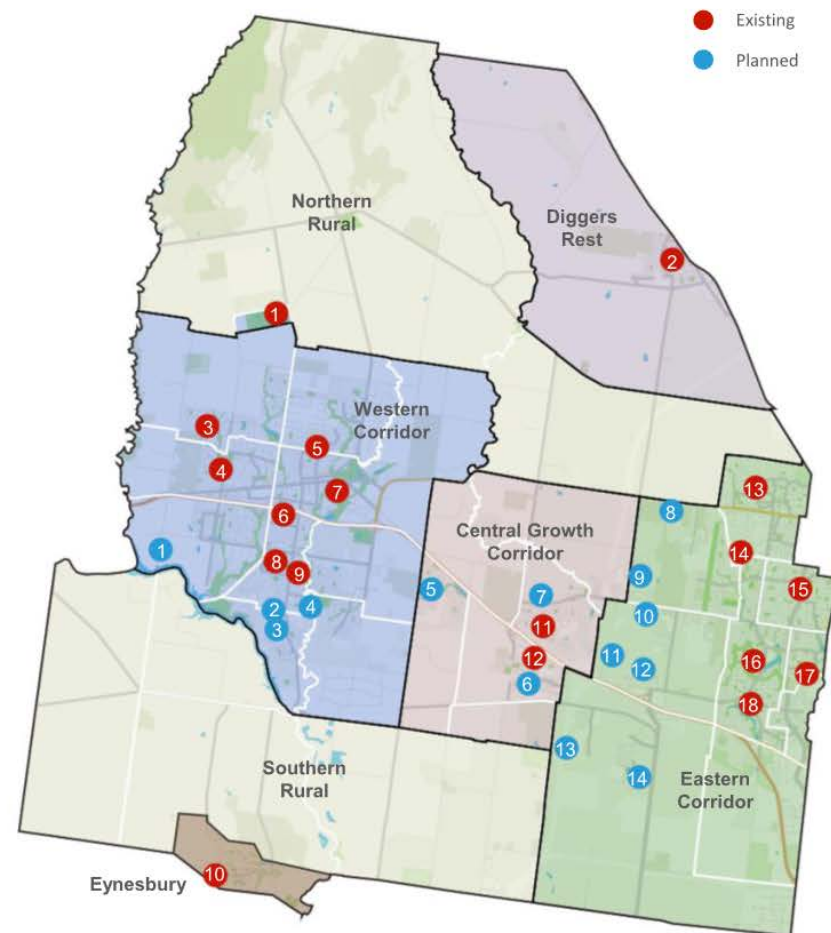 Existing
Planned
Northern
Rural
Diggers
Rest
2
1
Western
Corridor
3
5
4
7
13
6
8
Central Growth
Corridor
14
1
8
9
9
5
7
15
2
4
10
3
11
11
12
16
12
17
6
18
13
Southern
Rural
14
Eastern
Corridor
Eynesbury
10